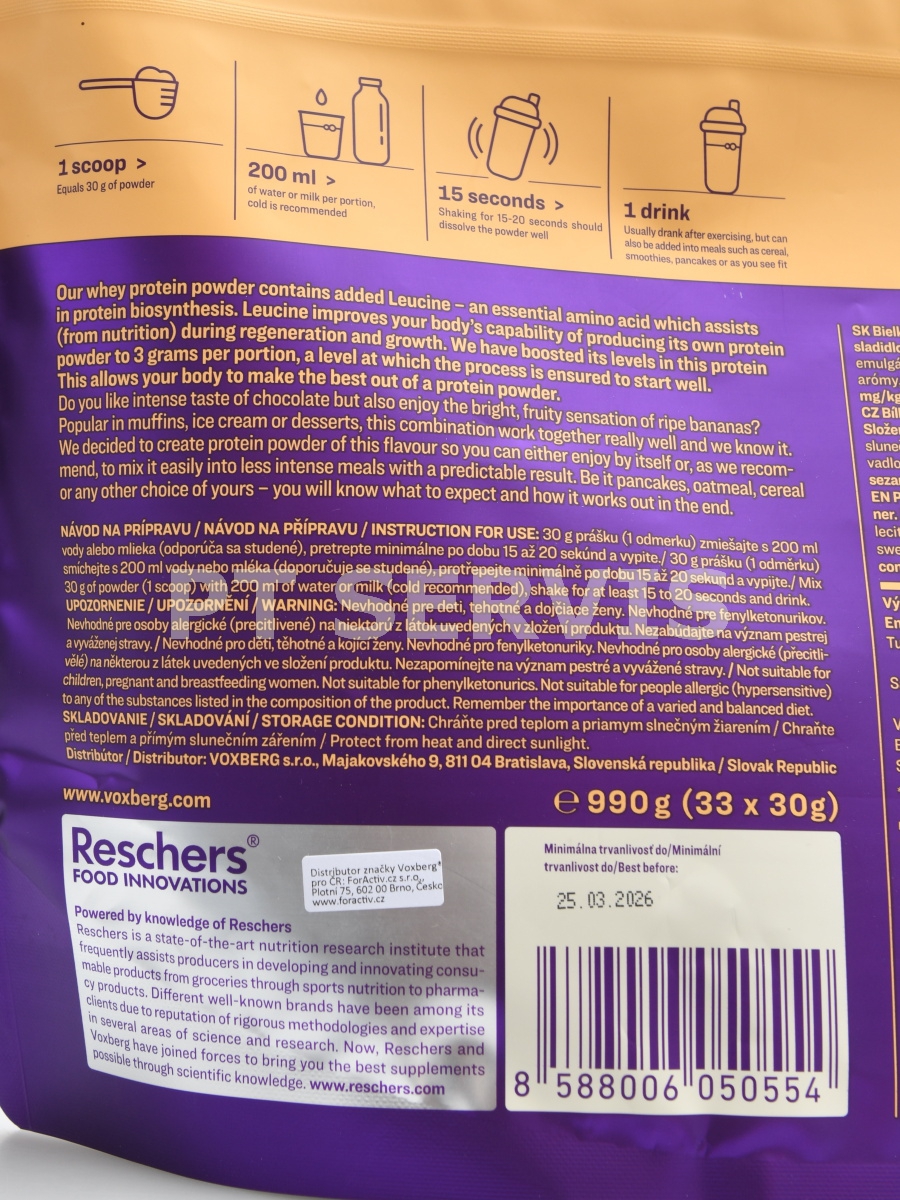 1 scoop >
Equals 30 g of powder
200 ml >
of water or milk per portion,
cold is recommended
15 seconds >
Shaking for 15-20 seconds should
dissolve the powder well
1 drink
Usually drank after exercising, but can
also be added into meals such as cereal,
smoothies, pancakes or as you see fit
Our whey protein powder contains added Leucine – an essential amino acid which assists
in protein biosynthesis. Leucine improves your body's capability of producing its own protein
(from nutrition) during regeneration and growth. We have boosted its levels in this protein
powder to 3 grams per portion, a level at which the process is ensured to start well.
This allows your body to make the best out of a protein powder.
Do you like intense taste of chocolate but also enjoy the bright, fruity sensation of ripe bananas?
Popular in muffins, ice cream or desserts, this combination work together really well and we know it.
We decided to create protein powder of this flavour so you can either enjoy by itself or, as we recom-
mend, to mix it easily into less intense meals with a predictable result. Be it pancakes, oatmeal, cereal
or any other choice of yours – you will know what to expect and how it works out in the end.
NÁVOD NA PRÍPRAVU / NÁVOD NA PŘÍPRAVU / INSTRUCTION FOR USE: 30 g prášku (1 odmerku) zmiešajte s 200 ml
vody alebo mlieka (odporúča sa studené), pretrepte minimálne po dobu 15 až 20 sekúnd a vypite./ 30 g prášku (1 odměrku)
smíchejte s 200 ml vody nebo mléka (doporučuje se studené), protřepejte minimálně po dobu 15 až 20 sekund a vypijte./ Mix
30 g of powder (1 scoop) with 200 ml of water or milk (cold recommended), shake for at least 15 to 20 seconds and drink.
UPOZORNENIE / UPOZORNĚNÍ / WARNING: Nevhodné pre deti, tehotné a dojčiace ženy. Nevhodné pre fenylketonurikov.
Nevhodné pre osoby alergické (precitlivené) na niektorú z látok uvedených v zložení produktu. Nezabúdajte na význam pestrej
a vyváženej stravy. / Nevhodné pro děti, těhotné a kojící ženy. Nevhodné pro fenylketonuriky. Nevhodné pro osoby alergické (přecitli-
vělé) na některou z látek uvedených ve složení produktu. Nezapomínejte na význam pestré a vyvážené stravy. / Not suitable for
children, pregnant and breastfeeding women. Not suitable for phenylketonurics. Not suitable for people allergic (hypersensitive)
to any of the substances listed in the composition of the product. Remember the importance of a varied and balanced diet.
SKLADOVANIE / SKLADOVÁNÍ / STORAGE CONDITION: Chráňte pred teplom a priamym slnečným žiarením / Chraňte
před teplem a přímým slunečním zářením / Protect from heat and direct sunlight.
Distribútor / Distributor: VOXBERG s.r.o., Majakovského 9, 811 04 Bratislava, Slovenská republika / Slovak Republic
www.voxberg.com
℮ 990 g (33 x 30g)
Reschers®
FOOD INNOVATIONS
Distributor značky Voxberg®
pro ČR: ForActiv.cz s.r.o.,
Plotní 75, 602 00 Brno, Česko
www.foractiv.cz
Powered by knowledge of Reschers
Reschers is a state-of-the-art nutrition research institute that
frequently assists producers in developing and innovating consu-
mable products from groceries through sports nutrition to pharma-
cy products. Different well-known brands have been among its
clients due to reputation of rigorous methodologies and expertise
in several areas of science and research. Now, Reschers and
Voxberg have joined forces to bring you the best supplements
possible through scientific knowledge. www.reschers.com
Minimálna trvanlivosť do/Minimální
trvanlivost do/Best before:
25.03.2026
8 588006 050554
SK
sladidlo
emulgá
arómy
mg/kg
CZ
Slože
slune
vadlo
seza
EN
ner.
lecit
swe
con
PT SERVIS